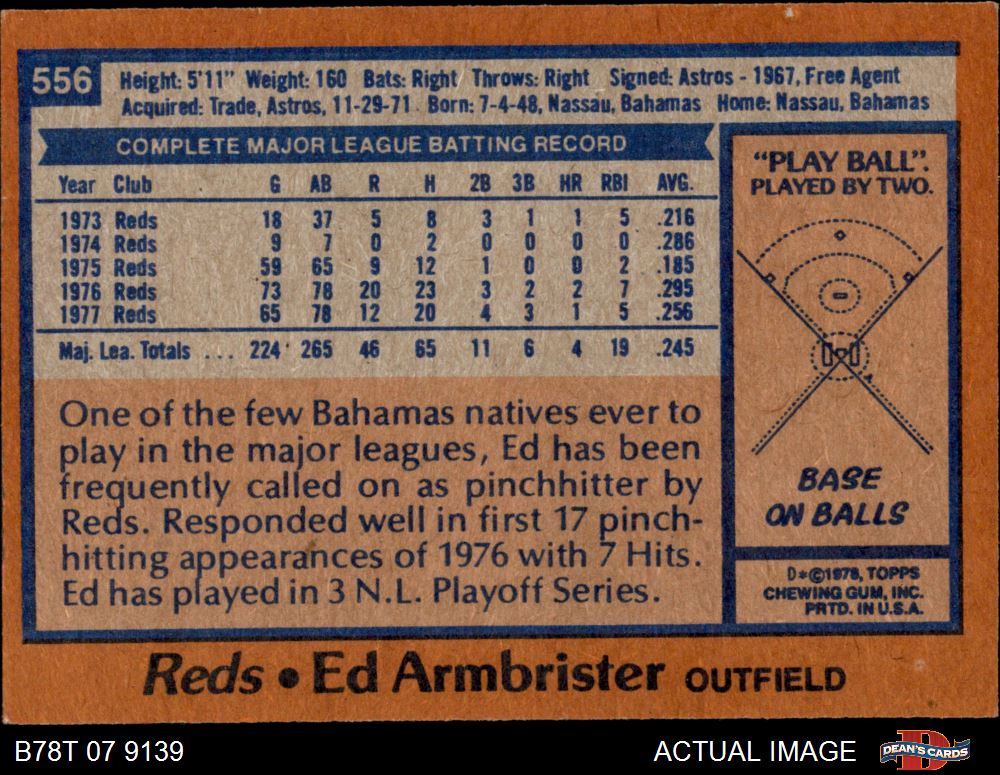 556
Height: 5'11" Weight: 160 Bats: Right Throws: Right Signed: Astros - 1967, Free Agent
Acquired: Trade, Astros, 11-29-71 Born: 7-4-48, Nassau, Bahamas Home: Nassau, Bahamas
COMPLETE MAJOR LEAGUE BATTING RECORD
Year Club G AB R H 2B 3B HR RBI AVG.
1973 Reds 18 37 5 8 3 1 1 5 .216
1974 Reds 9 7 0 2 0 0 0 0 .286
1975 Reds 59 65 9 12 1 0 0 2 .185
1976 Reds 73 78 20 23 3 2 2 7 .295
1977 Reds 65 78 12 20 4 3 1 5 .256
Maj. Lea. Totals ... 224 265 46 65 11 6 4 19 .245
One of the few Bahamas natives ever to
play in the major leagues, Ed has been
frequently called on as pinchhitter by
Reds. Responded well in first 17 pinch-
hitting appearances of 1976 with 7 Hits.
Ed has played in 3 N.L. Playoff Series.
"PLAY BALL":
PLAYED BY TWO.
BASE
ON BALLS
D*©1978, TOPPS
CHEWING GUM, INC.
PRTD. IN U.S.A.
Reds • Ed Armbrister OUTFIELD
B78T 07 9139
ACTUAL IMAGE
DEAN'S CARDS